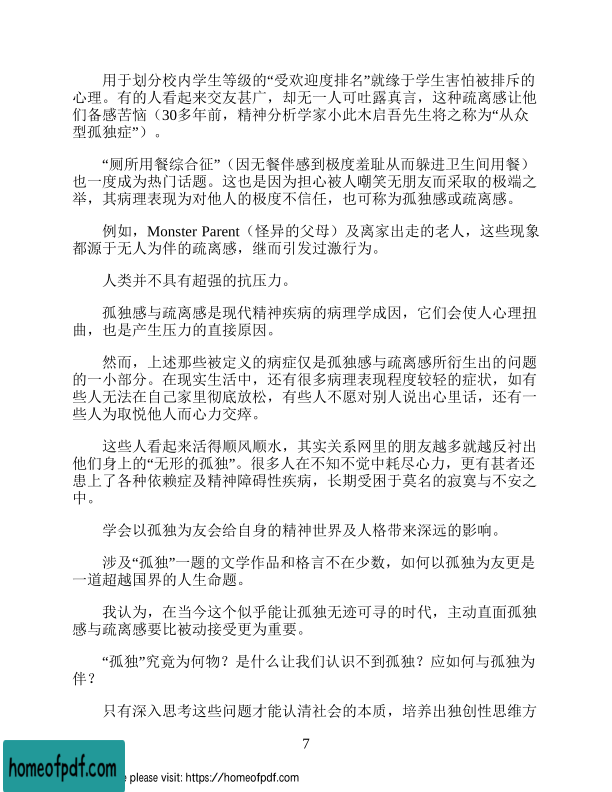 用于划分校内学生等级的“受欢迎度排名”就缘于学生害怕被排斥的
心理。有的人看起来交友甚广，却无一人可吐露真言，这种疏离感让他
们备感苦恼（30多年前，精神分析学家小此木启吾先生将之称为“从众
型孤独症”）。
“厕所用餐综合征”（因无餐伴感到极度羞耻从而躲进卫生间用餐）
也一度成为热门话题。这也是因为担心被人嘲笑无朋友而采取的极端之
举，其病理表现为对他人的极度不信任，也可称为孤独感或疏离感。
例如，Monster Parent（怪异的父母）及离家出走的老人，这些现象
都源于无人为伴的疏离感，继而引发过激行为。
人类并不具有超强的抗压力。
孤独感与疏离感是现代精神疾病的病理学成因，它们会使人心理扭
曲，也是产生压力的直接原因。
然而，上述那些被定义的病症仅是孤独感与疏离感所衍生出的问题
的一小部分。在现实生活中，还有很多病理表现程度较轻的症状，如有
些人无法在自己家里彻底放松，有些人不愿对别人说出心里话，还有一
些人为取悦他人而心力交瘁。
这些人看起来活得顺风顺水，其实关系网里的朋友越多就越反衬出
他们身上的“无形的孤独”。很多人在不知不觉中耗尽心力，更有甚者还
患上了各种依赖症及精神障碍性疾病，长期受困于莫名的寂寞与不安之
中。
学会以孤独为友会给自身的精神世界及人格带来深远的影响。
涉及“孤独”一题的文学作品和格言不在少数，如何以孤独为友更是
一道超越国界的人生命题。
我认为，在当今这个似乎能让孤独无迹可寻的时代，主动直面孤独
感与疏离感要比被动接受更为重要。
“孤独”究竟为何物？是什么让我们认识不到孤独？应如何与孤独为
伴？
只有深入思考这些问题才能认清社会的本质，培养出独创性思维方
7
homeofpdf.com
please visit: https://homeofpdf.com